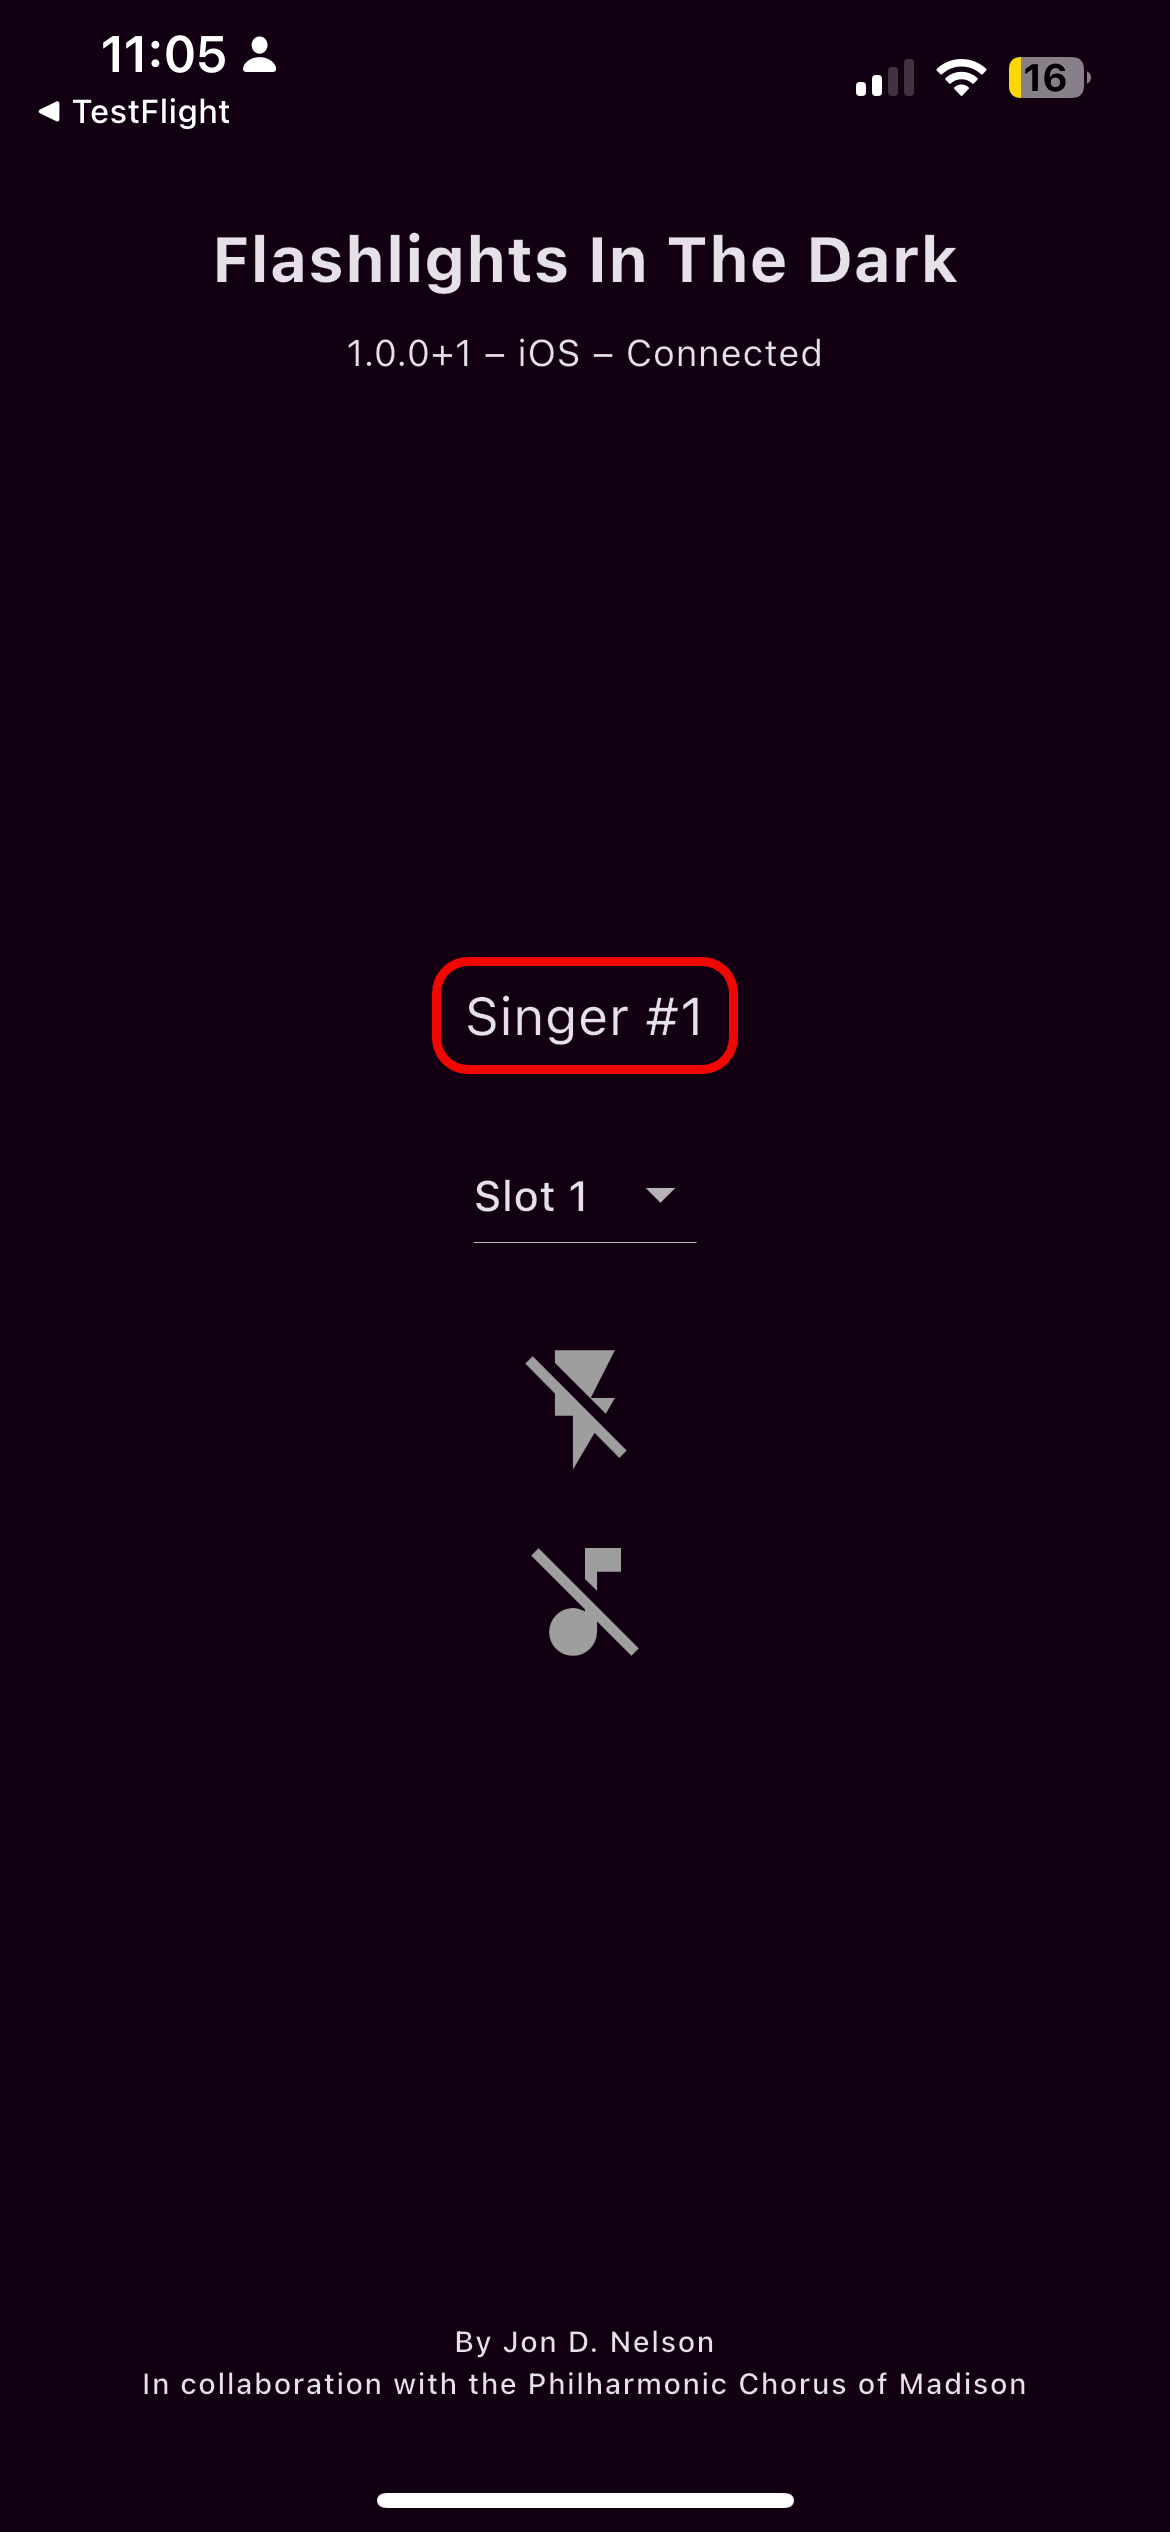 11:05
16
TestFlight
Flashlights In The Dark
1.0.0+1 – iOS – Connected
Singer #1
Slot 1
By Jon D. Nelson
In collaboration with the Philharmonic Chorus of Madison